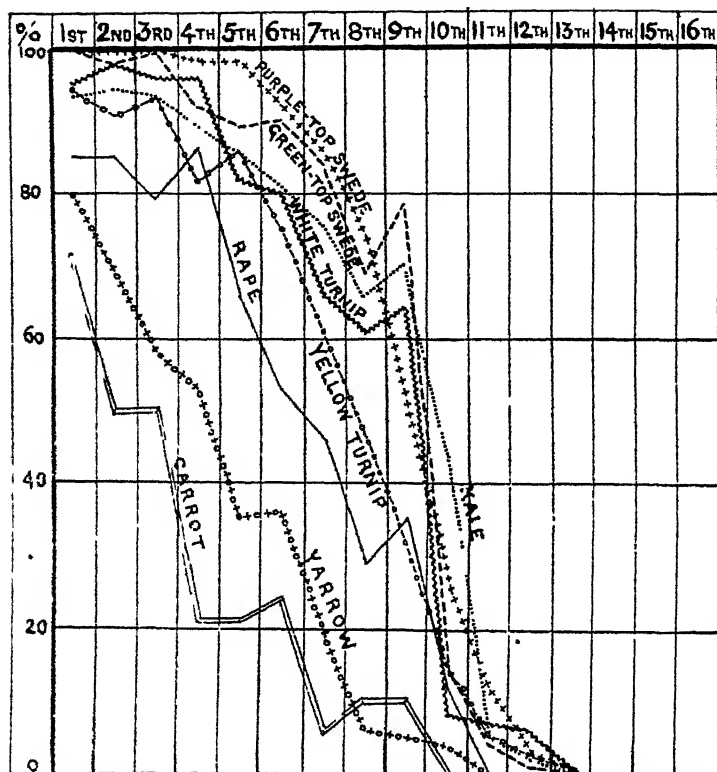 % 1ST 2ND 3RD 4TH 5TH 6TH 7TH 8TH 9TH 10TH 11TH 12TH 13TH 14TH 15TH 16TH
100
80
60
40
20
0
PURPLE-TOP SWEDE
GREEN-TOP SWEDE
WHITE TURNIP
RAPE
YELLOW TURNIP
KALE
CARROT
YARROW